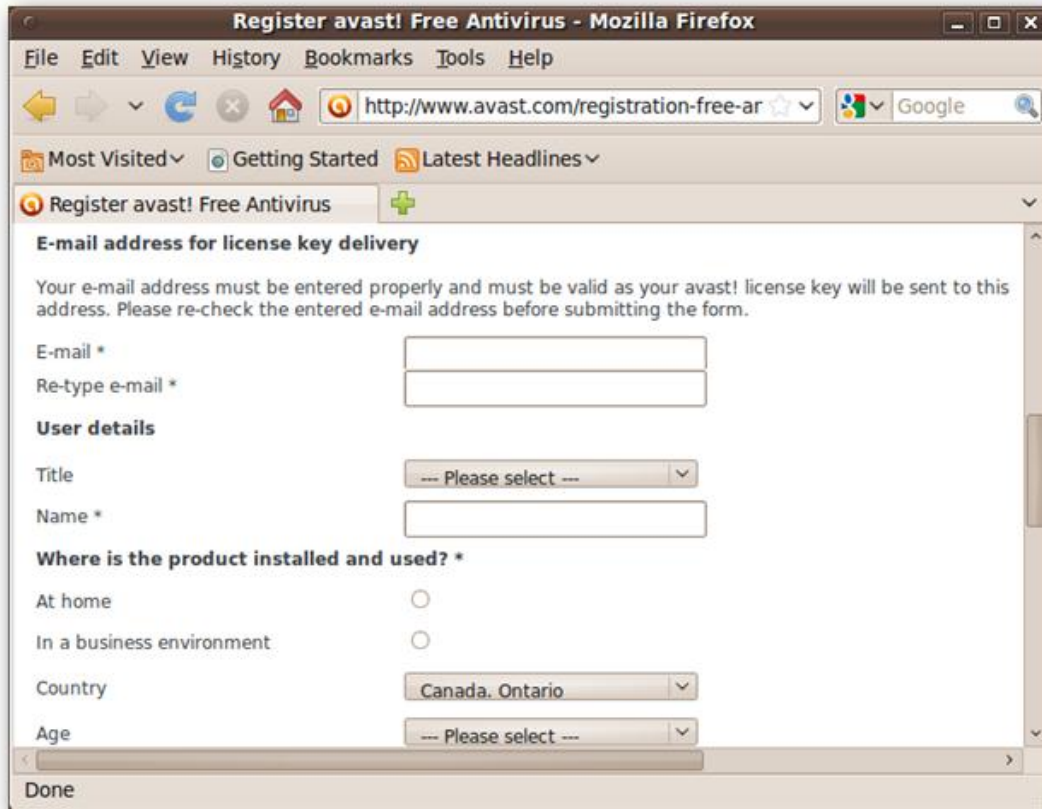 Register avast! Free Antivirus - Mozilla Firefox
File Edit View History Bookmarks Tools Help
http://www.avast.com/registration-free-ar Google
Most Visited Getting Started Latest Headlines
Register avast! Free Antivirus
E-mail address for license key delivery
Your e-mail address must be entered properly and must be valid as your avast! license key will be sent to this
address. Please re-check the entered e-mail address before submitting the form.
E-mail *
Re-type e-mail *
User details
Title --- Please select ---
Name *
Where is the product installed and used? *
At home
In a business environment
Country Canada. Ontario
Age --- Please select ---
Done